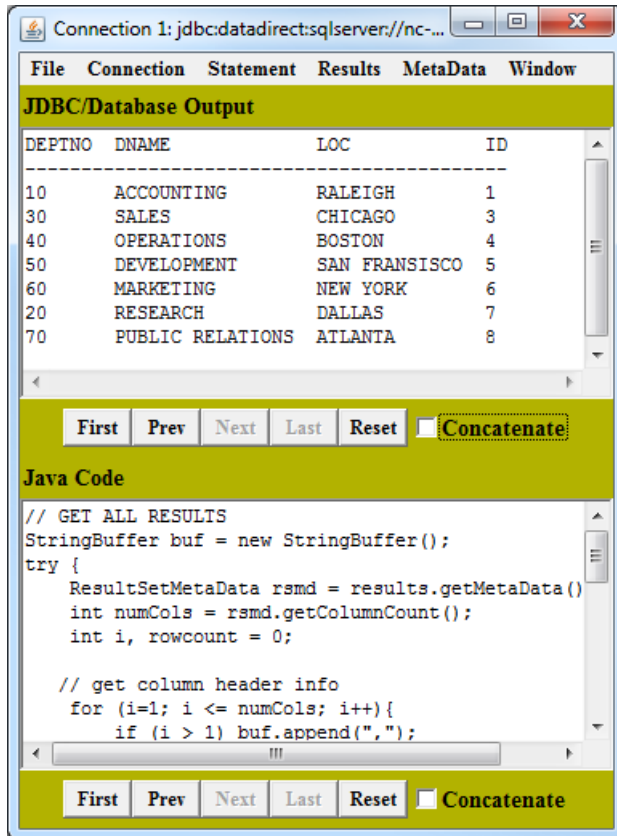 Connection 1: jdbc:datadirect:sqlserver://nc-...
File Connection Statement Results MetaData Window
JDBC/Database Output
DEPTNO DNAME LOC ID
---------------------------------------------
10 ACCOUNTING RALEIGH 1
30 SALES CHICAGO 3
40 OPERATIONS BOSTON 4
50 DEVELOPMENT SAN FRANSISCO 5
60 MARKETING NEW YORK 6
20 RESEARCH DALLAS 7
70 PUBLIC RELATIONS ATLANTA 8
First Prev Next Last Reset Concatenate
Java Code
// GET ALL RESULTS
StringBuffer buf = new StringBuffer();
try {
ResultSetMetaData rsmd = results.getMetaData()
int numCols = rsmd.getColumnCount();
int i, rowcount = 0;
// get column header info
for (i=1; i <= numCols; i++){
if (i > 1) buf.append(",");
First Prev Next Last Reset Concatenate